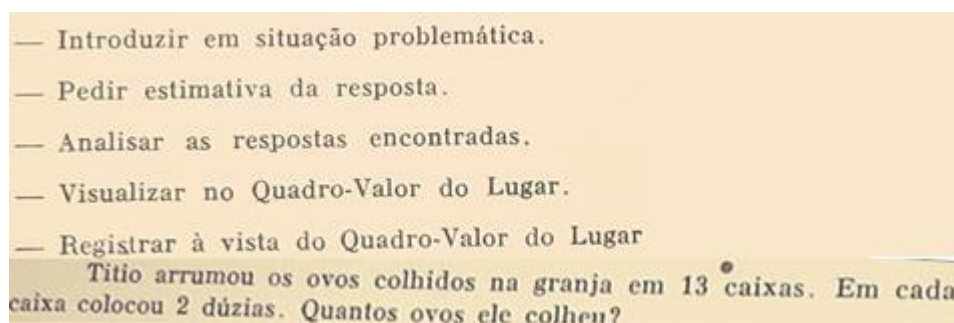 — Introduzir em situação problemática.
— Pedir estimativa da resposta.
— Analisar as respostas encontradas.
— Visualizar no Quadro-Valor do Lugar.
— Registrar à vista do Quadro-Valor do Lugar
Titio arrumou os ovos colhidos na granja em 13 caixas. Em cada
caixa colocou 2 dúzias. Quantos ovos ele colheu?